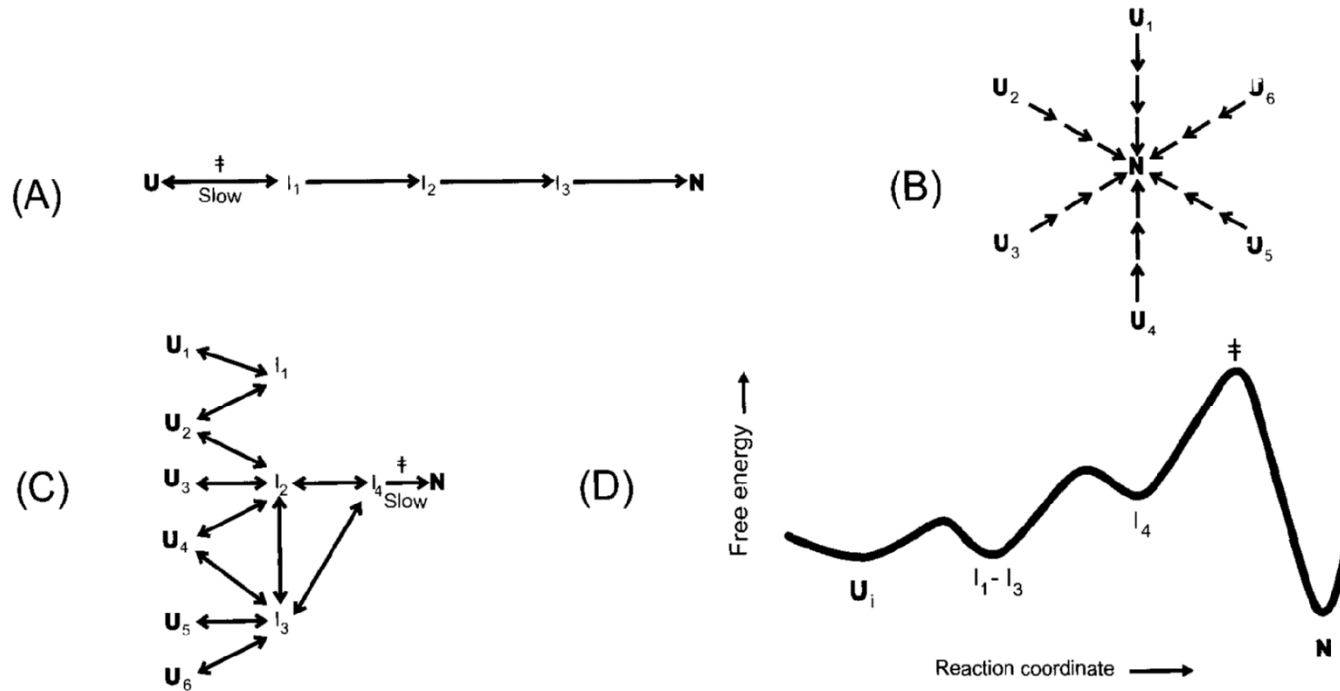 (A)
U ‡ Slow I₁ I₂ I₃ N
(B)
U₁
U₂ U₆
N
U₃ U₅
U₄
(C)
U₁
I₁
U₂
U₃ I₂ I₄ ‡ Slow N
U₄
U₅ I₃
U₆
(D)
Free energy
‡
I₄
Uᵢ I₁-I₃
N
Reaction coordinate